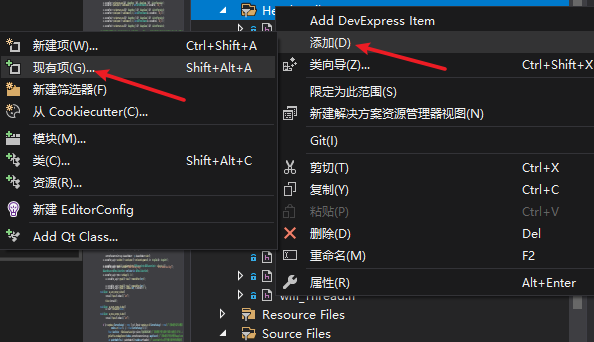 He
Add DevExpress Item
添加(D)
类向导(Z)... Ctrl+Shift+X
限定为此范围(S)
新建解决方案资源管理器视图(N)
Git(I)
剪切(T) Ctrl+X
复制(Y) Ctrl+C
粘贴(P) Ctrl+V
删除(D) Del
重命名(M) F2
属性(R) Alt+Enter
新建项(W)... Ctrl+Shift+A
现有项(G)... Shift+Alt+A
新建筛选器(F)
从 Cookiecutter(C)...
模块(M)...
类(C)... Shift+Alt+C
资源(R)...
新建 EditorConfig
Add Qt Class...
Resource Files
Source Files